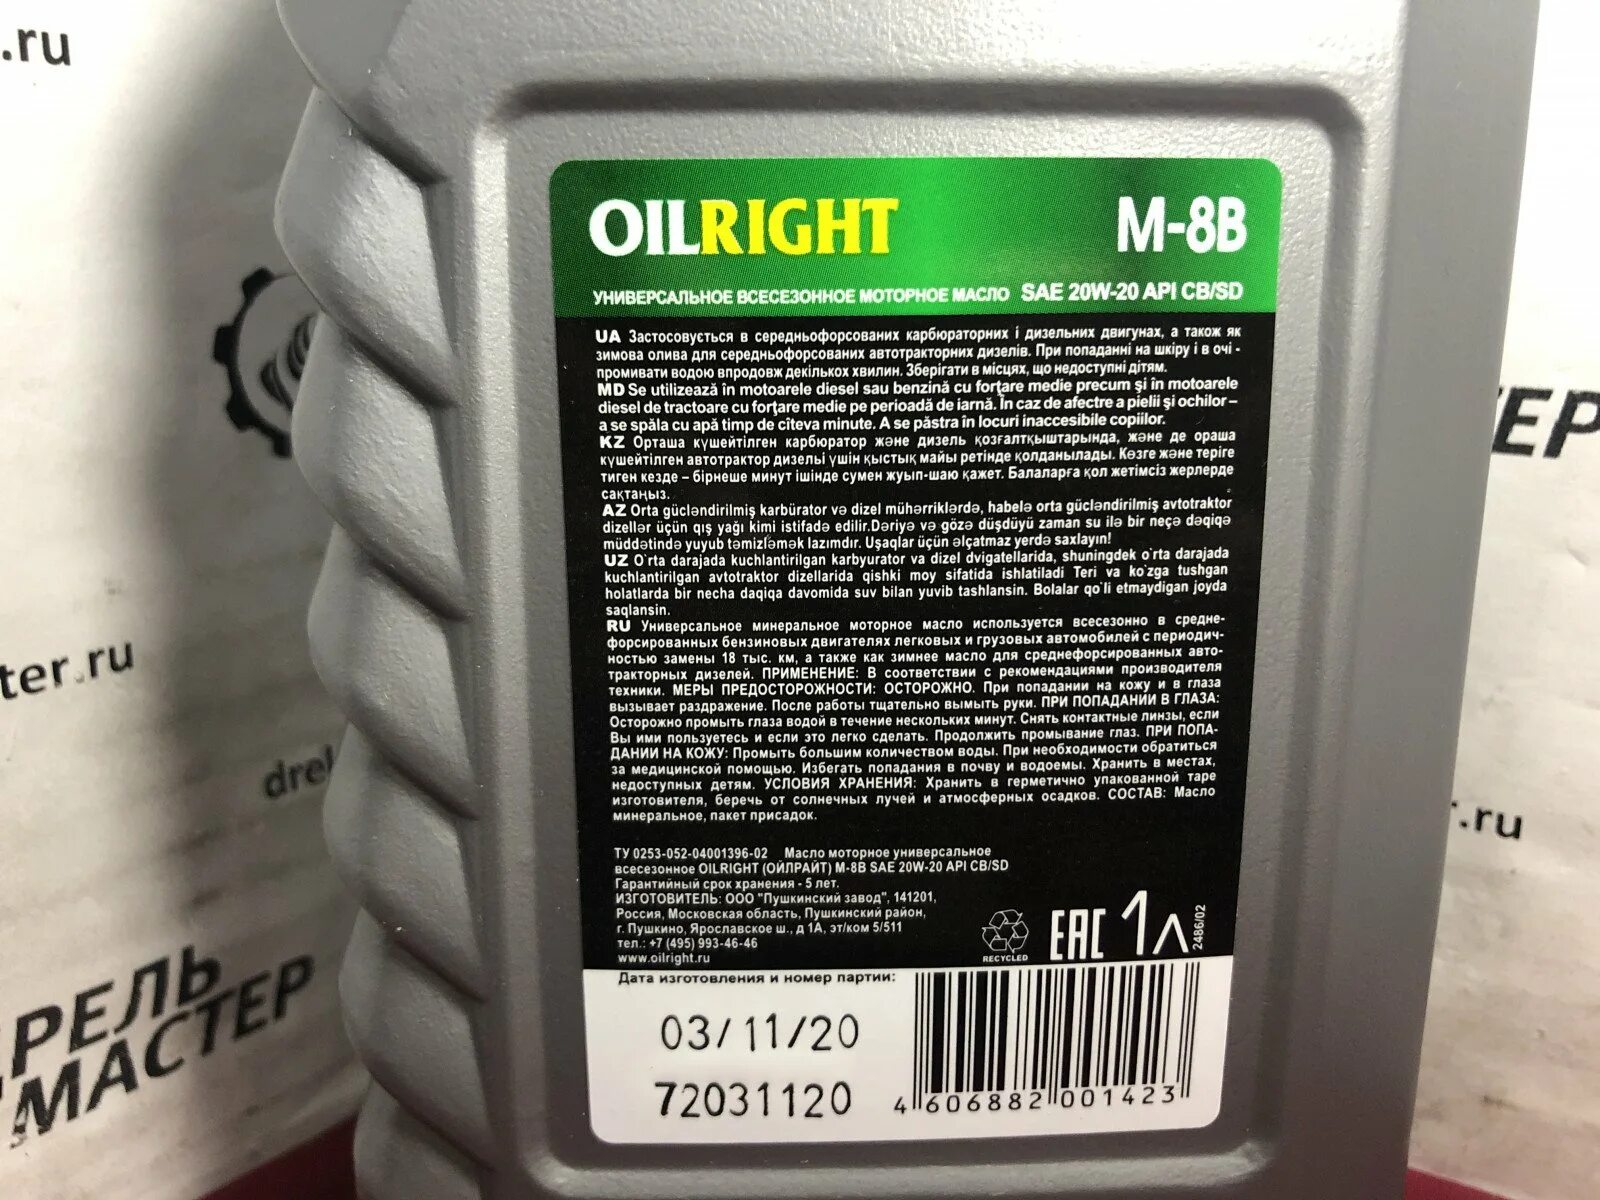 .ru
OILRIGHT
М-8В
УНИВЕРСАЛЬНОЕ ВСЕСЕЗОННОЕ МОТОРНОЕ МАСЛО SAE 20W-20 API CB/SD
UA Застосовується в середньофорсованих карбюраторних і дизельних двигунах, а також як
зимова олива для середньофорсованих автотракторних дизелів. При попаданні на шкіру і в очі -
промивати водою впродовж декількох хвилин. Зберігати в місцях, що недоступні дітям.
MD Se utilizează în motoarele diesel sau benzină cu forţare medie precum şi în motoarele
diesel de tractoare cu forţare medie pe perioadă de iarnă. În caz de afectre a pielii şi ochilor –
a se spăla cu apă timp de cîteva minute. A se păstra în locuri inaccesibile copiilor.
KZ Орташа күшейтілген карбюратор және дизель қозғалтқыштарында, және де ораша
күшейтілген автотрактор дизельі үшін қыстық майы ретінде қолданылады. Көзге және теріге
тиген кезде – бірнеше минут ішінде сумен жуып-шаю қажет. Балаларға қол жетімсіз жерлерде
сақтаңыз.
AZ Orta gücləndirilmiş karbürator və dizel mühərriklərdə, habelə orta gücləndirilmiş avtotraktor
dizellər üçün qış yağı kimi istifadə edilir.Dəriyə və gözə düşdüyü zaman su ilə bir neçə dəqiqə
müddətində yuyub təmizləmək lazımdır. Uşaqlar üçün əlçatmaz yerdə saxlayın!
UZ O`rta darajada kuchlantirilgan karbyurator va dizel dvigatellarida, shuningdek o`rta darajada
kuchlantirilgan avtotraktor dizellarida qishki moy sifatida ishlatiladi Teri va ko`zga tushgan
holatlarda bir necha daqiqa davomida suv bilan yuvib tashlansin. Bolalar qo`li etmaydigan joyda
saqlansin.
RU Универсальное минеральное моторное масло используется всесезонно в средне-
форсированных бензиновых двигателях легковых и грузовых автомобилей с периодич-
ностью замены 18 тыс. км, а также как зимнее масло для среднефорсированных авто-
тракторных дизелей. ПРИМЕНЕНИЕ: В соответствии с рекомендациями производителя
техники. МЕРЫ ПРЕДОСТОРОЖНОСТИ: ОСТОРОЖНО. При попадании на кожу и в глаза
вызывает раздражение. После работы тщательно вымыть руки. ПРИ ПОПАДАНИИ В ГЛАЗА:
Осторожно промыть глаза водой в течение нескольких минут. Снять контактные линзы, если
Вы ими пользуетесь и если это легко сделать. Продолжить промывание глаз. ПРИ ПОПА-
ДАНИИ НА КОЖУ: Промыть большим количеством воды. При необходимости обратиться
за медицинской помощью. Избегать попадания в почву и водоемы. Хранить в местах,
недоступных детям. УСЛОВИЯ ХРАНЕНИЯ: Хранить в герметично упакованной таре
изготовителя, беречь от солнечных лучей и атмосферных осадков. СОСТАВ: Масло
минеральное, пакет присадок.
ТУ 0253-052-04001396-02 Масло моторное универсальное
всесезонное OILRIGHT (ОЙЛРАЙТ) М-8В SAE 20W-20 API CB/SD
Гарантийный срок хранения - 5 лет.
ИЗГОТОВИТЕЛЬ: ООО "Пушкинский завод", 141201,
Россия, Московская область, Пушкинский район,
г. Пушкино, Ярославское ш., д 1А, эт/ком 5/511
тел.: +7 (495) 993-46-46
www.oilright.ru
RECYCLED
EAC
1л
2486/02
Дата изготовления и номер партии:
03/11/20
72031120
4 606882 001423
ter.ru
drel
РЕЛЬ
МАСТЕР
ТЕР
.ru